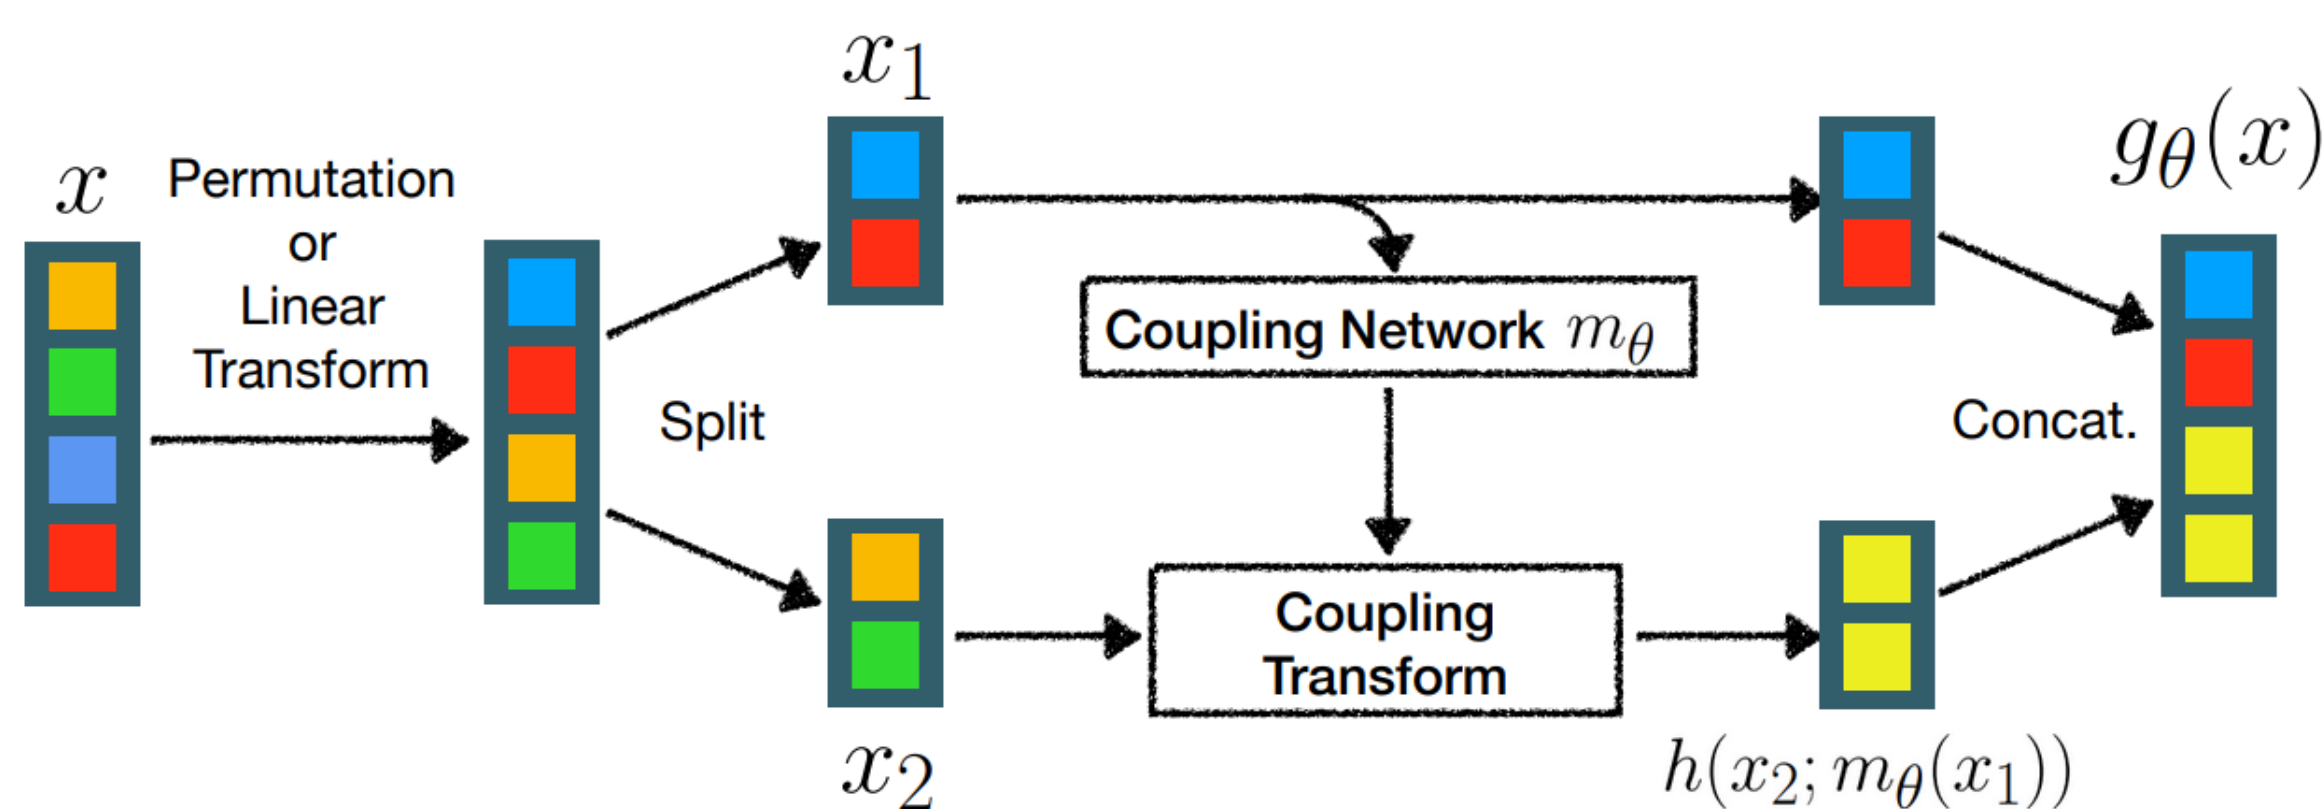 x
Permutation
or
Linear
Transform
Split
x₁
x₂
Coupling Network m_θ
Coupling
Transform
h(x₂; m_θ(x₁))
Concat.
g_θ(x)